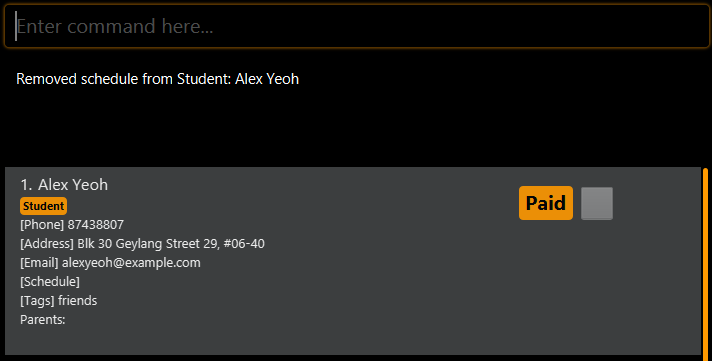 Enter command here...
Removed schedule from Student: Alex Yeoh
1. Alex Yeoh
Student
Paid
[Phone] 87438807
[Address] Blk 30 Geylang Street 29, #06-40
[Email] alexyeoh@example.com
[Schedule]
[Tags] friends
Parents: